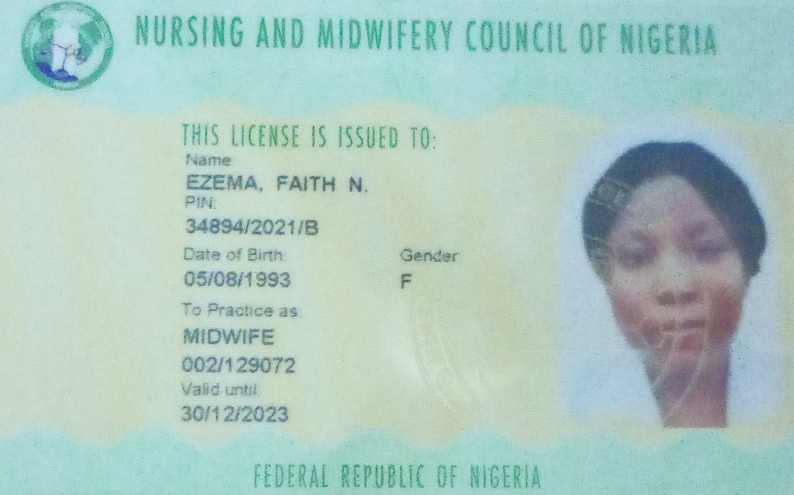 NURSING AND MIDWIFERY COUNCIL OF NIGERIA
THIS LICENSE IS ISSUED TO:
Name
EZEMA, FAITH N.
PIN:
34894/2021/B
Date of Birth: Gender
05/08/1993 F
To Practice as:
MIDWIFE
002/129072
Valid until:
30/12/2023
FEDERAL REPUBLIC OF NIGERIA